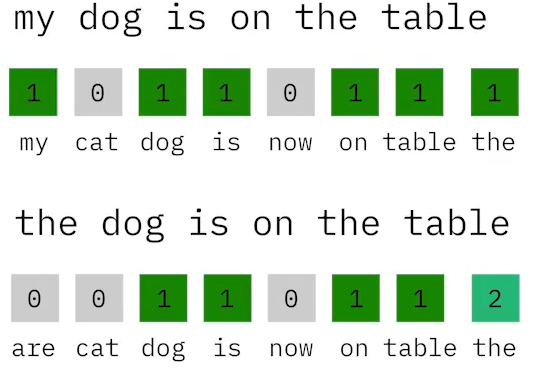 my dog is on the table
1 0 1 1 0 1 1 1
my cat dog is now on table the
the dog is on the table
0 0 1 1 0 1 1 2
are cat dog is now on table the